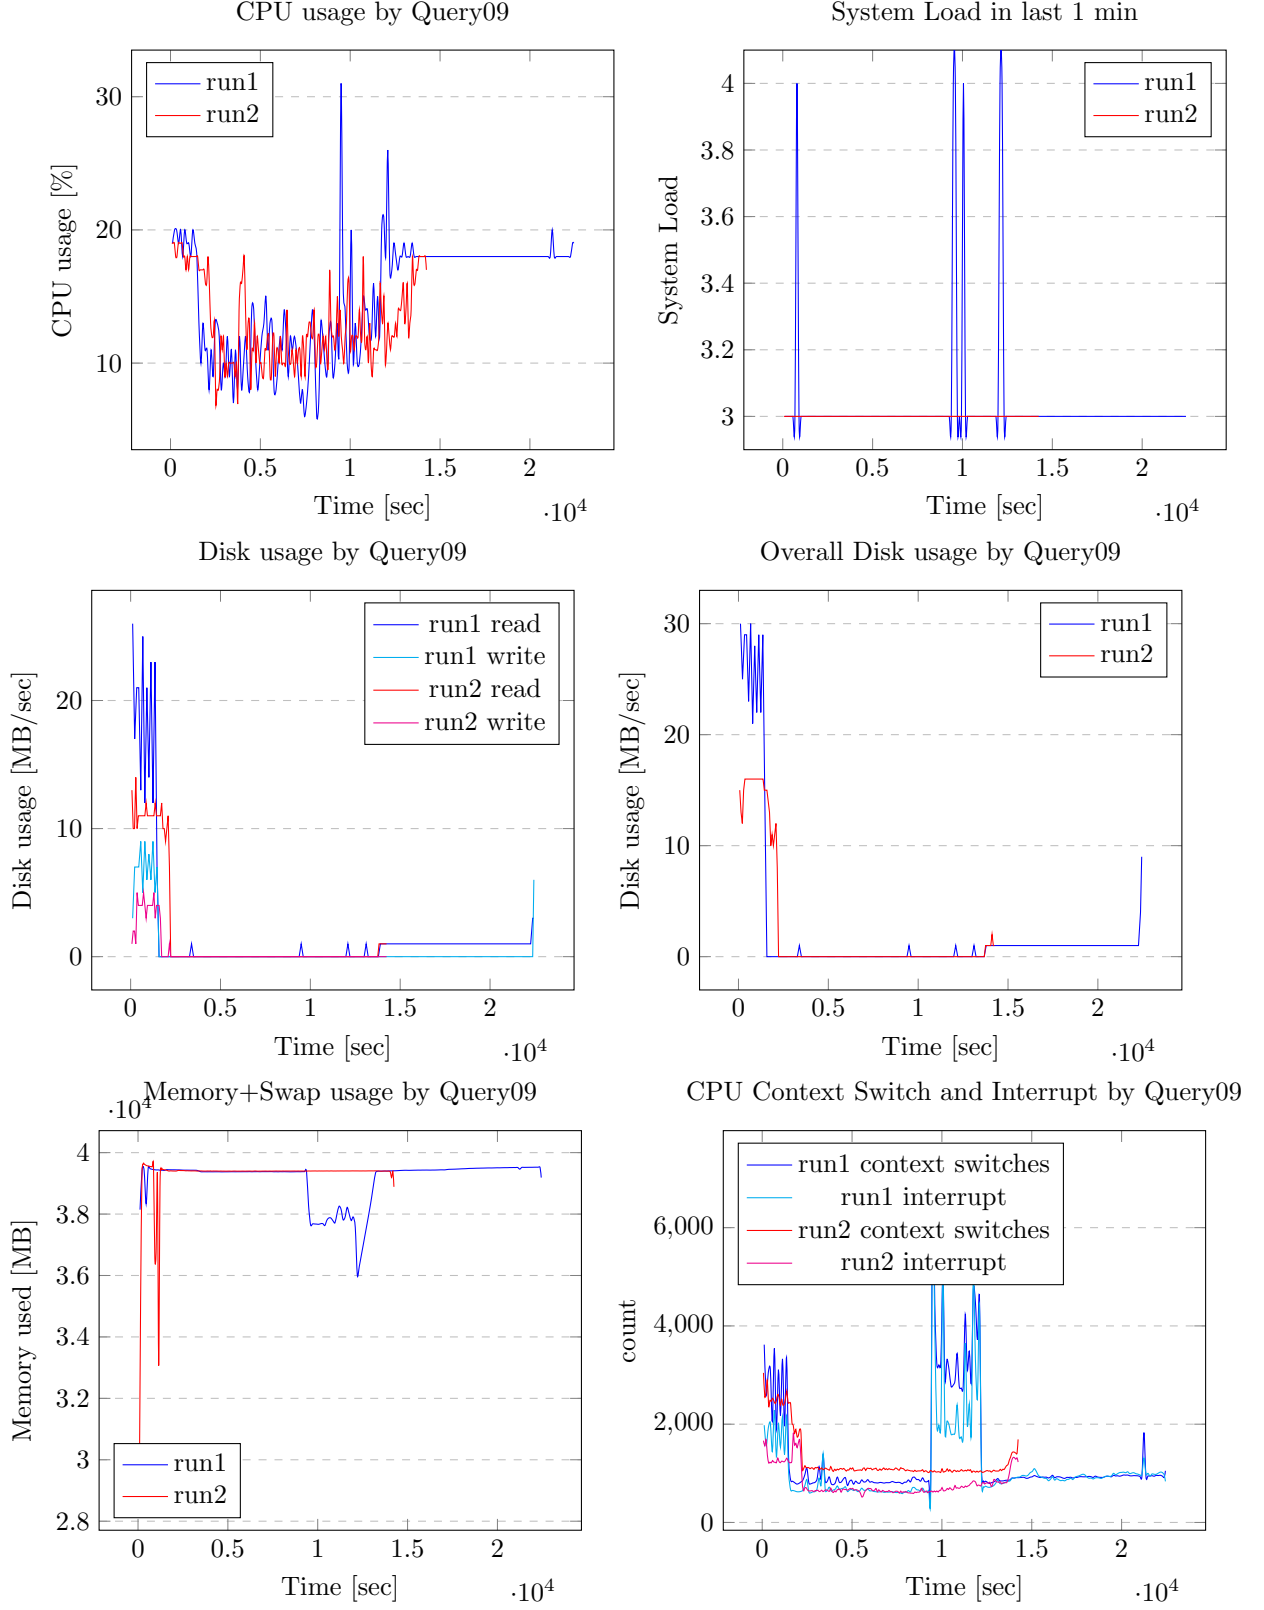 CPU usage by Query09
run1
run2
30
20
10
CPU usage [%]
0
0.5
1
1.5
2
Time [sec]
·10^4
System Load in last 1 min
run1
run2
4
3.8
3.6
3.4
3.2
3
System Load
0
0.5
1
1.5
2
Time [sec]
·10^4
Disk usage by Query09
run1 read
run1 write
run2 read
run2 write
20
10
0
Disk usage [MB/sec]
0
0.5
1
1.5
2
Time [sec]
·10^4
Overall Disk usage by Query09
run1
run2
30
20
10
0
Disk usage [MB/sec]
0
0.5
1
1.5
2
Time [sec]
·10^4
Memory+Swap usage by Query09
·10^4
4
3.8
3.6
3.4
3.2
3
2.8
Memory used [MB]
run1
run2
0
0.5
1
1.5
2
Time [sec]
·10^4
CPU Context Switch and Interrupt by Query09
run1 context switches
run1 interrupt
run2 context switches
run2 interrupt
6,000
4,000
2,000
0
count
0
0.5
1
1.5
2
Time [sec]
·10^4